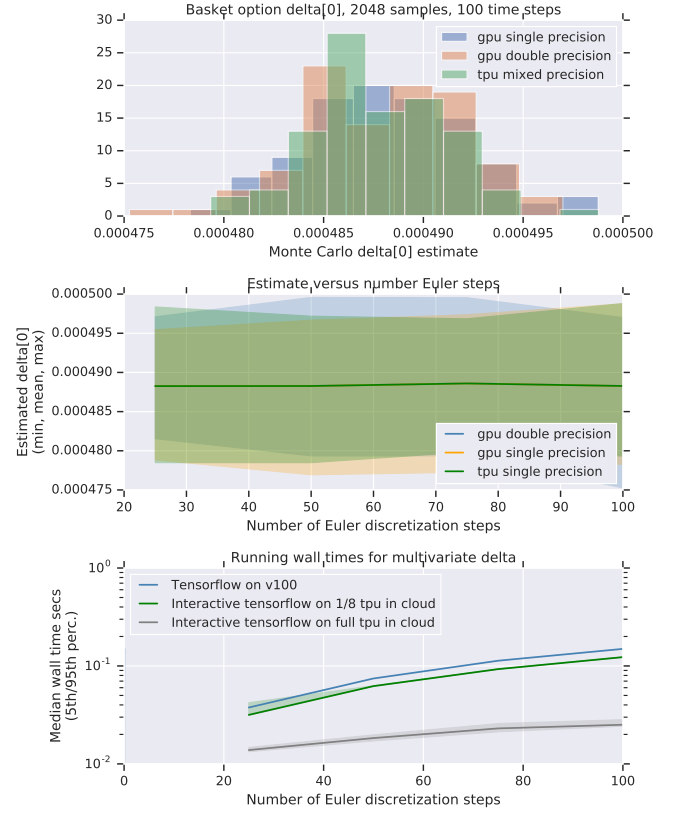 Basket option delta[0], 2048 samples, 100 time steps
30
25
20
15
10
5
0
gpu single precision
gpu double precision
tpu mixed precision
0.000475 0.000480 0.000485 0.000490 0.000495 0.000500
Monte Carlo delta[0] estimate
Estimate versus number Euler steps
0.000500
0.000495
0.000490
0.000485
0.000480
0.000475
Estimated delta[0]
(min, mean, max)
gpu double precision
gpu single precision
tpu single precision
20 30 40 50 60 70 80 90 100
Number of Euler discretization steps
Running wall times for multivariate delta
10⁰
10⁻¹
10⁻²
Median wall time secs
(5th/95th perc.)
Tensorflow on v100
Interactive tensorflow on 1/8 tpu in cloud
Interactive tensorflow on full tpu in cloud
0 20 40 60 80 100
Number of Euler discretization steps